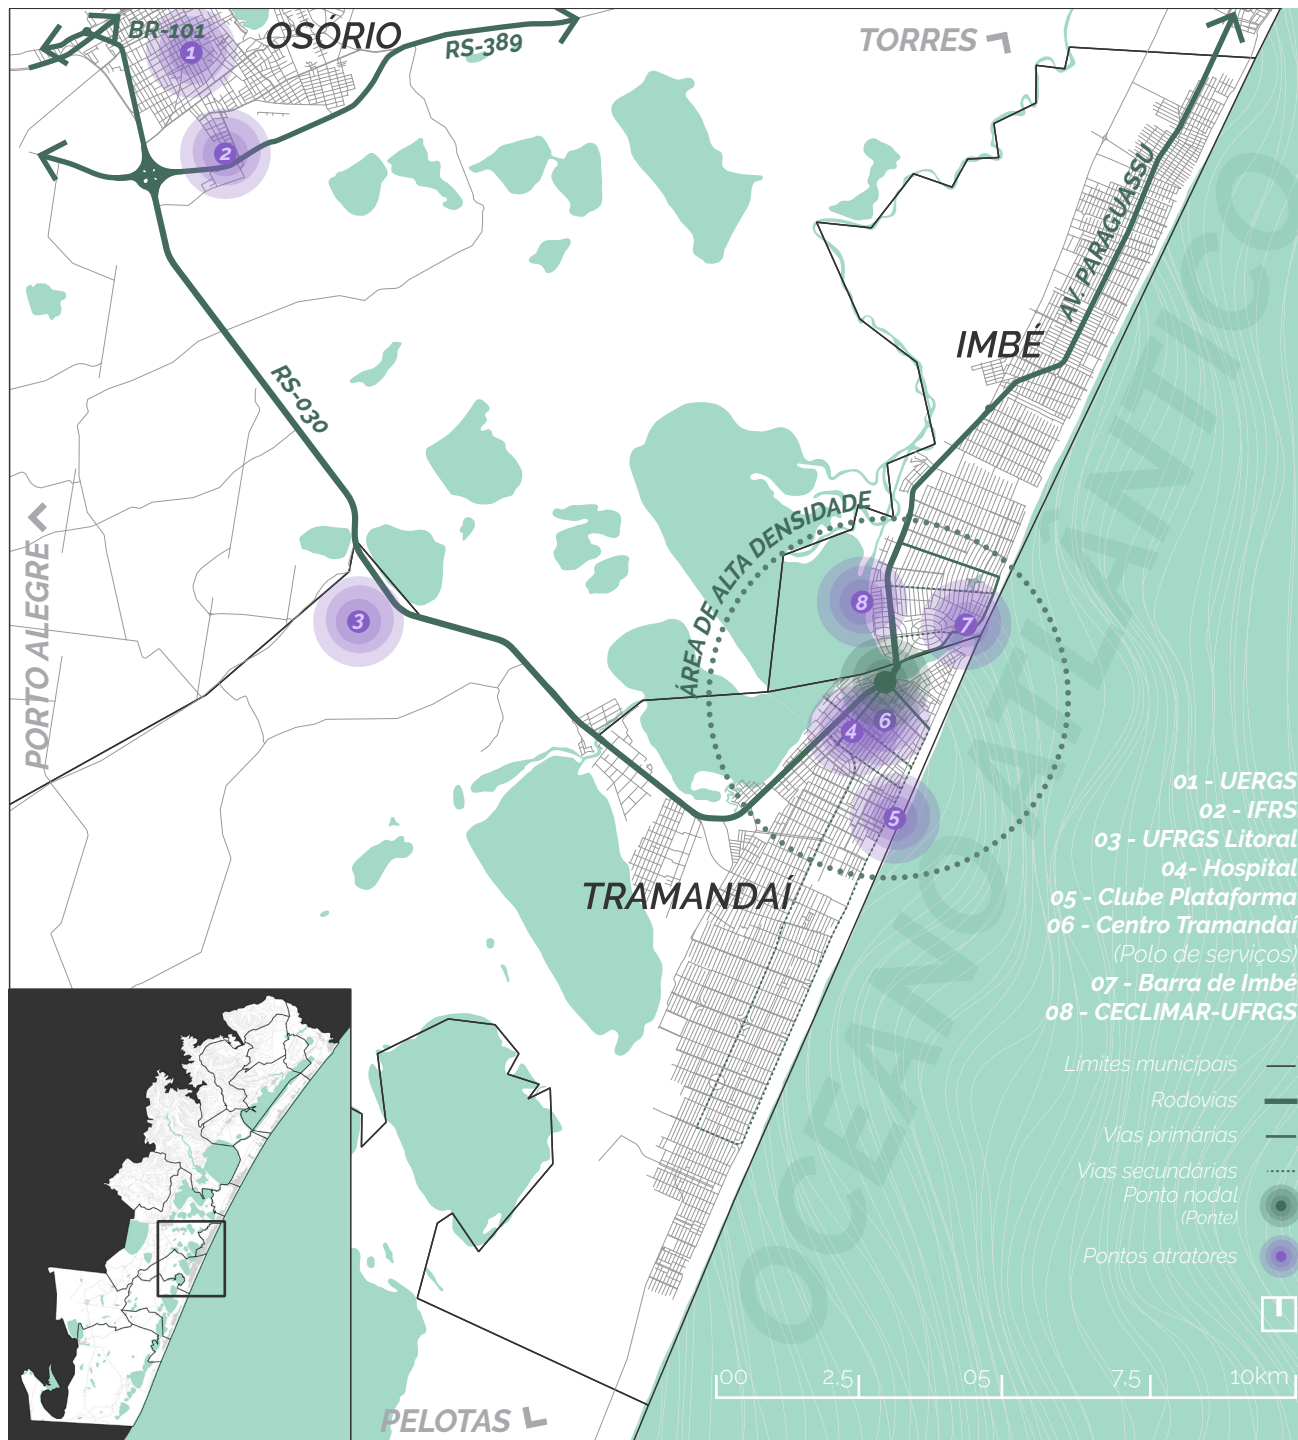 BR-101
OSÓRIO
RS-389
TORRES
1
2
AV. PARAGUASSU
IMBÉ
RS-030
PORTO ALEGRE
ÁREA DE ALTA DENSIDADE
3
8
7
6
4
5
TRAMANDAÍ
OCEANO ATLÂNTICO
01 - UERGS
02 - IFRS
03 - UFRGS Litoral
04- Hospital
05 - Clube Plataforma
06 - Centro Tramandaí
(Polo de serviços)
07 - Barra de Imbé
08 - CECLIMAR-UFRGS
Limites municipais
Rodovias
Vias primárias
Vias secundárias
Ponto nodal
(Ponte)
Pontos atratores
00 2,5 05 7,5 10km
PELOTAS